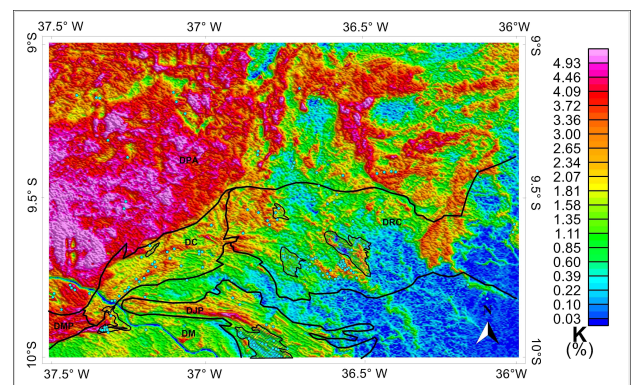 37.5°W 37°W 36.5°W 36°W
9°S 9°S
4.93
4.46
4.09
3.72
3.36
3.00
2.65
2.34
2.07
1.81
1.58
1.35
1.11
0.85
0.60
0.39
0.22
0.10
0.03
K
(%)
DPA
9.5°S 9.5°S
DRC
DC
DJP
DMP
DM
N
10°S 10°S
37.5°W 37°W 36.5°W 36°W